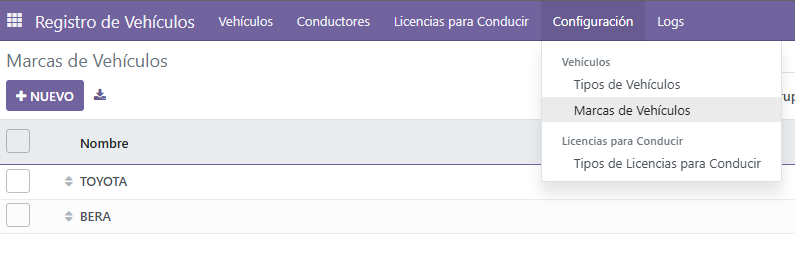 Registro de Vehículos Vehículos Conductores Licencias para Conducir Configuración Logs
Marcas de Vehículos
Vehículos
Tipos de Vehículos
NUEVO
Marcas de Vehículos
Licencias para Conducir
Nombre
Tipos de Licencias para Conducir
TOYOTA
BERA